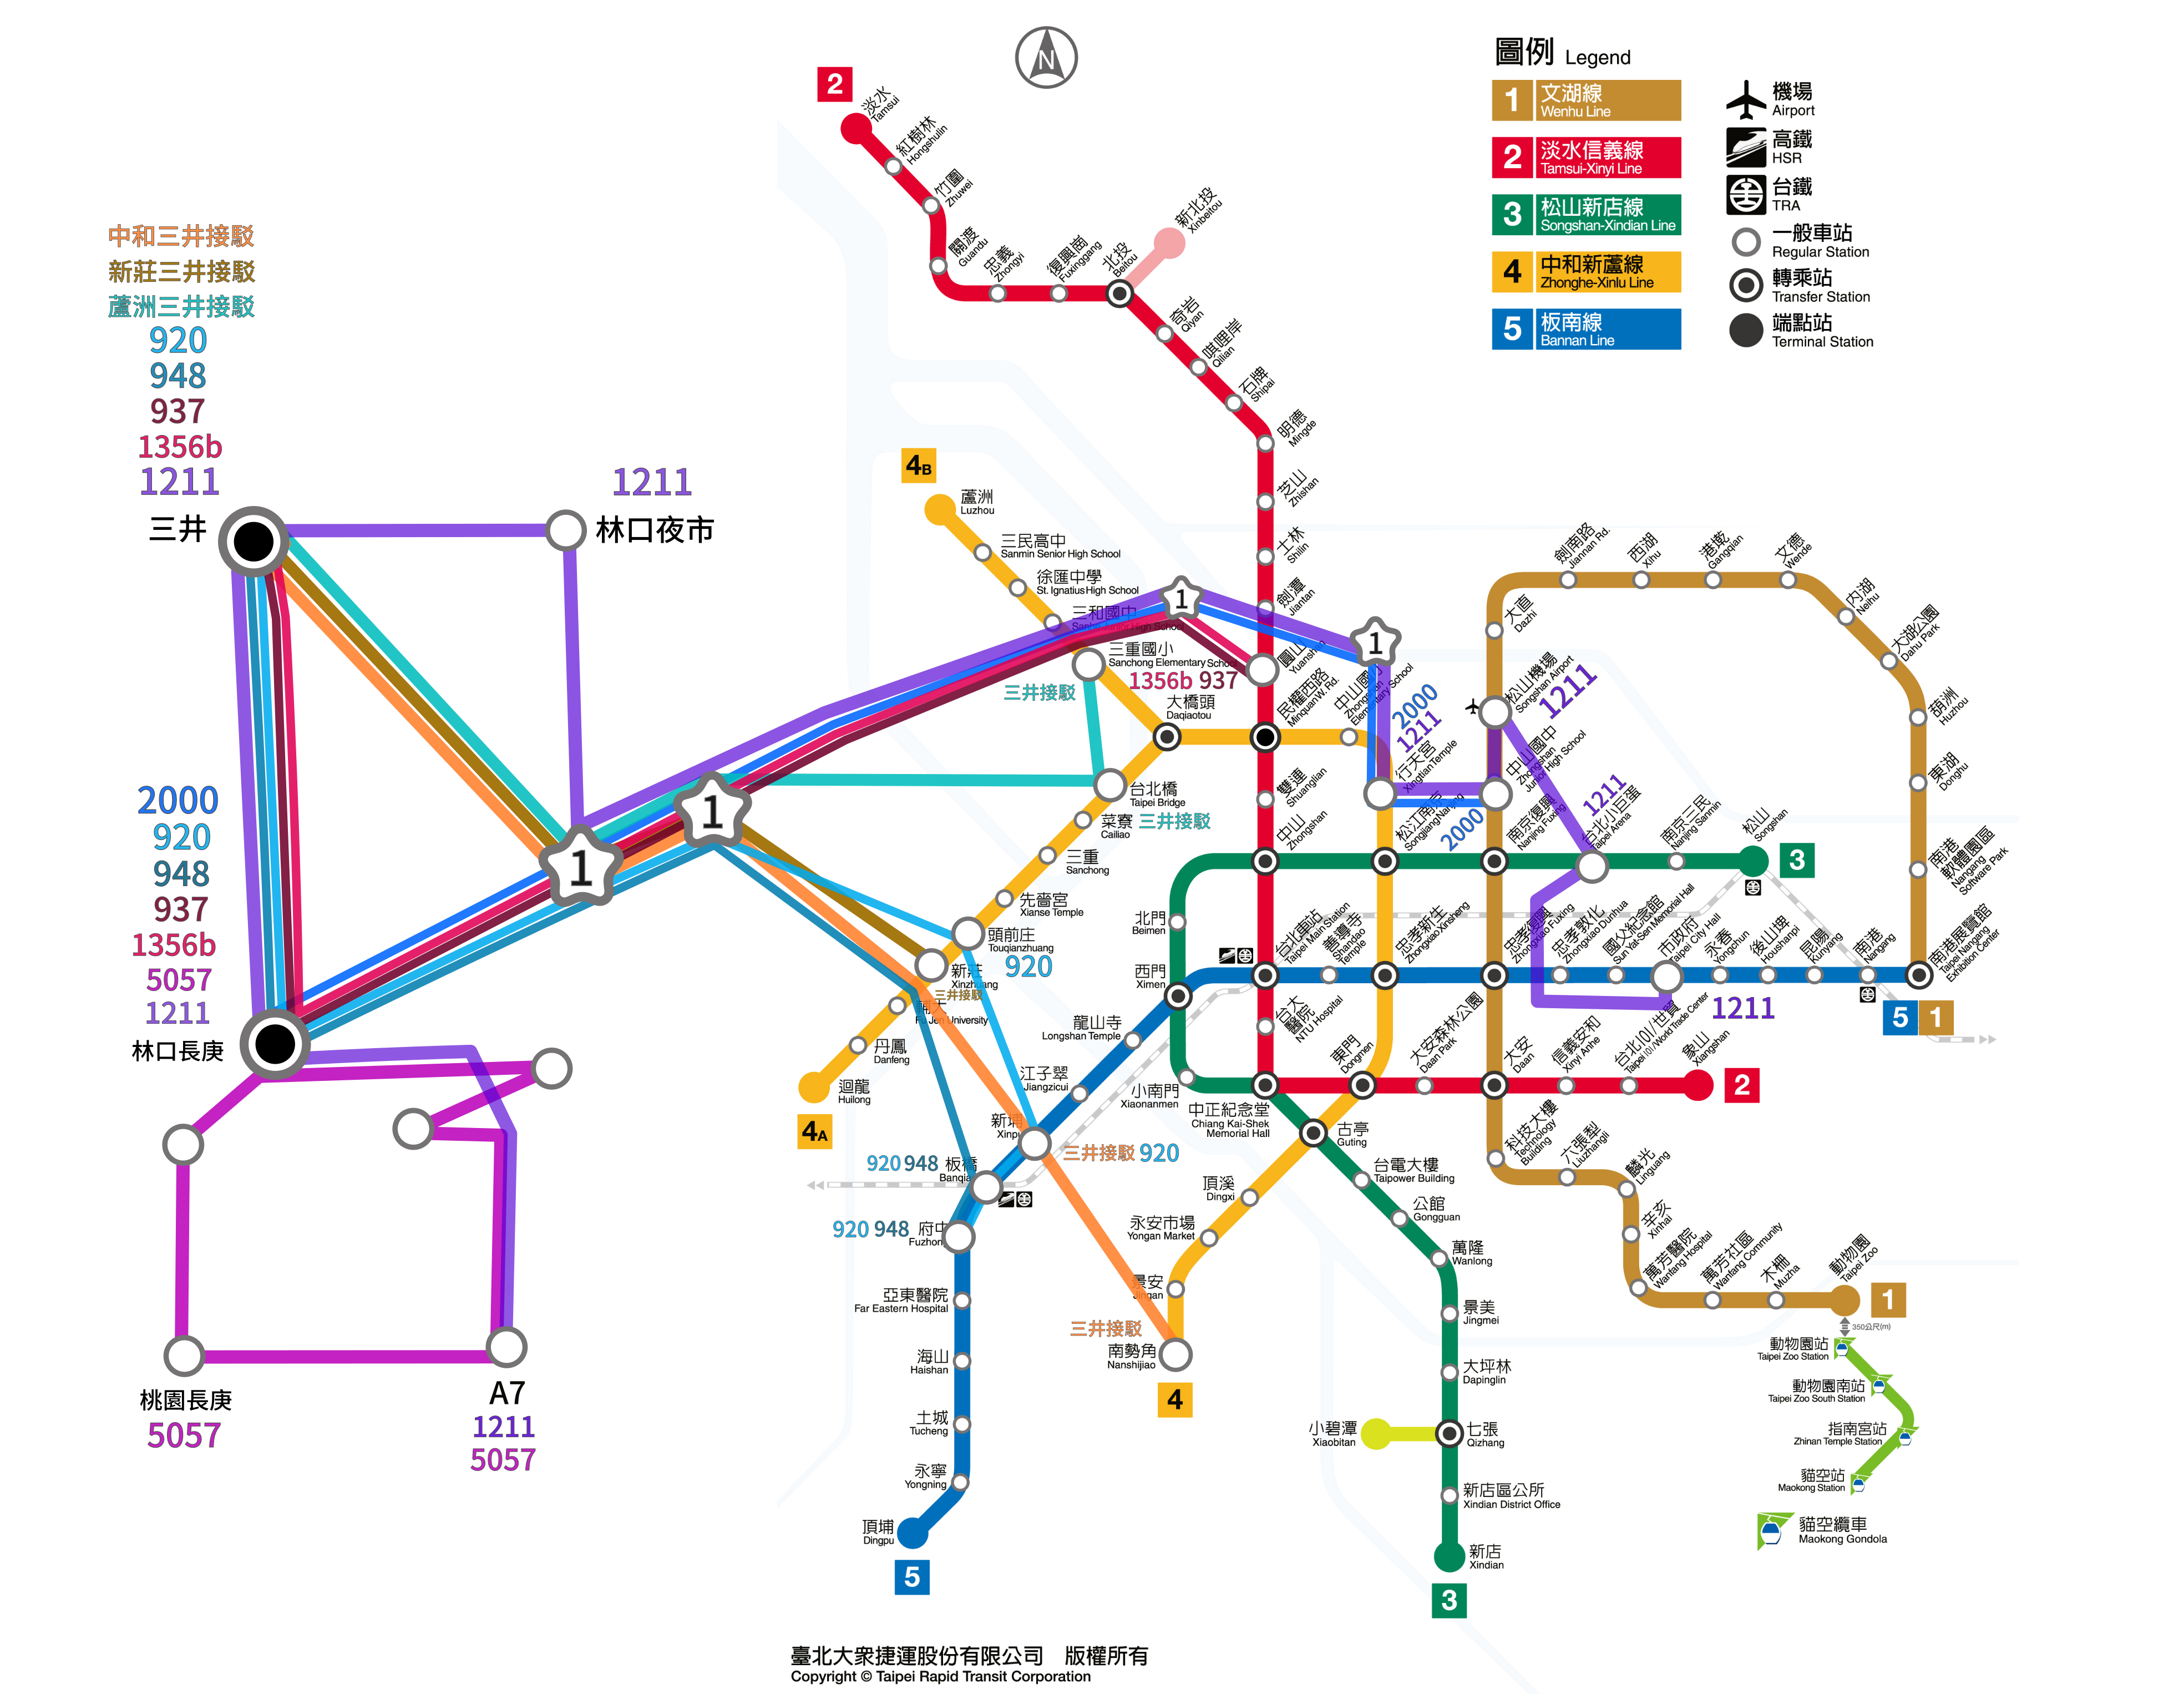 N
圖例 Legend
1 文湖線
Wenhu Line
2 淡水信義線
Tamsui-Xinyi Line
3 松山新店線
Songshan-Xindian Line
4 中和新蘆線
Zhonghe-Xinlu Line
5 板南線
Bannan Line
機場
Airport
高鐵
HSR
台鐵
TRA
一般車站
Regular Station
轉乘站
Transfer Station
端點站
Terminal Station
中和三井接駁
新莊三井接駁
蘆洲三井接駁
920
948
937
1356b
1211
三井
1211
林口夜市
2000
920
948
937
1356b
5057
1211
林口長庚
桃園長庚
5057
A7
1211
5057
1
1
1
1
2
淡水
Tamsui
紅樹林
Hongshulin
竹圍
Zhuwei
關渡
Guandu
忠義
Zhongyi
復興崗
Fuxinggang
北投
Beitou
新北投
Xinbeitou
奇岩
Qiyan
唭哩岸
Qilian
石牌
Shipai
明德
Mingde
芝山
Zhishan
士林
Shilin
劍潭
Jiantan
圓山
Yuanshan
民權西路
Minquan W. Rd.
雙連
Shuanglian
中山
Zhongshan
台北車站
Taipei Main Station
台大
醫院
NTU Hospital
中正紀念堂
Chiang Kai-Shek
Memorial Hall
東門
Dongmen
大安森林公園
Daan Park
大安
Daan
信義安和
Xinyi Anhe
台北101/世貿
Taipei 101/World Trade Center
象山
Xiangshan
2
4B
蘆洲
Luzhou
三民高中
Sanmin Senior High School
徐匯中學
St. Ignatius High School
三和國中
Sanhe Junior High School
三重國小
Sanchong Elementary School
三井接駁
1356b 937
大橋頭
Daqiaotou
台北橋
Taipei Bridge
菜寮 三井接駁
Cailiao
三重
Sanchong
先嗇宮
Xianse Temple
頭前庄
Touqianzhuang
920
新莊
Xinzhuang
三井接駁
輔大
Fu Jen University
丹鳳
Danfeng
迴龍
Huilong
4A
中山國小
Zhongshan
Elementary School
2000
1211
行天宮
Xingtian Temple
松江南京
Songjiang Nanjing
2000
忠孝新生
Zhongxiao Xinsheng
古亭
Guting
頂溪
Dingxi
永安市場
Yongan Market
景安
Jingan
三井接駁
南勢角
Nanshijiao
4
劍南路
Jiannan Rd.
西湖
Xihu
港墘
Gangqian
文德
Wende
內湖
Neihu
大湖公園
Dahu Park
葫洲
Huzhou
東湖
Donghu
南港
軟體園區
Nangang
Software Park
南港展覽館
Taipei Nangang
Exhibition Center
大直
Dazhi
松山機場
Songshan Airport
1211
中山國中
Zhongshan
Junior High School
南京復興
Nanjing Fuxing
1211
台北小巨蛋
Taipei Arena
南京三民
Nanjing Sanmin
松山
Songshan
3
北門
Beimen
西門
Ximen
善導寺
Shandao
Temple
忠孝復興
Zhongxiao Fuxing
忠孝敦化
Zhongxiao Dunhua
國父紀念館
Sun Yat-Sen Memorial Hall
市政府
Taipei City Hall
1211
永春
Yongchun
後山埤
Houshanpi
昆陽
Kunyang
南港
Nangang
5 1
龍山寺
Longshan Temple
江子翠
Jiangzicui
小南門
Xiaonanmen
新埔
Xinpu
三井接駁 920
920 948 板橋
Banqiao
920 948 府中
Fuzhong
亞東醫院
Far Eastern Hospital
海山
Haishan
土城
Tucheng
永寧
Yongning
頂埔
Dingpu
5
台電大樓
Taipower Building
公館
Gongguan
萬隆
Wanlong
景美
Jingmei
大坪林
Dapinglin
小碧潭
Xiaobitan
七張
Qizhang
新店區公所
Xindian District Office
新店
Xindian
3
科技大樓
Technology
Building
六張犁
Liuzhangli
麟光
Linguang
辛亥
Xinhai
萬芳醫院
Wanfang Hospital
萬芳社區
Wanfang Community
木柵
Muzha
動物園
Taipei Zoo
1
350公尺(m)
動物園站
Taipei Zoo Station
動物園南站
Taipei Zoo South Station
指南宮站
Zhinan Temple Station
貓空站
Maokong Station
貓空纜車
Maokong Gondola
臺北大眾捷運股份有限公司 版權所有
Copyright © Taipei Rapid Transit Corporation